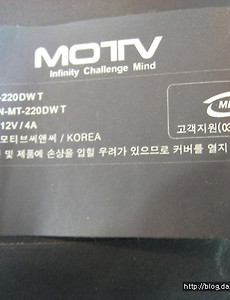 MOTV
Infinity Challenge Mind
-220DWT
N-MT-220DWT
12V/4A
모티브씨앤씨 / KOREA
고객지원(03
및 제품에 손상을 입힐 우려가 있으므로 커버를 열지
http://blog.da